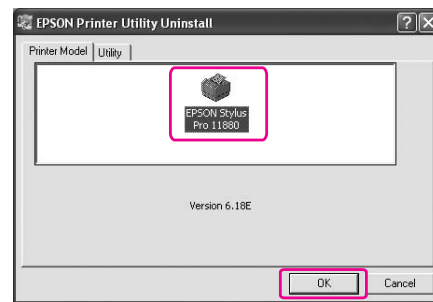 EPSON Printer Utility Uninstall
Printer Model
Utility
EPSON Stylus
Pro 11880
Version 6.18E
OK
Cancel